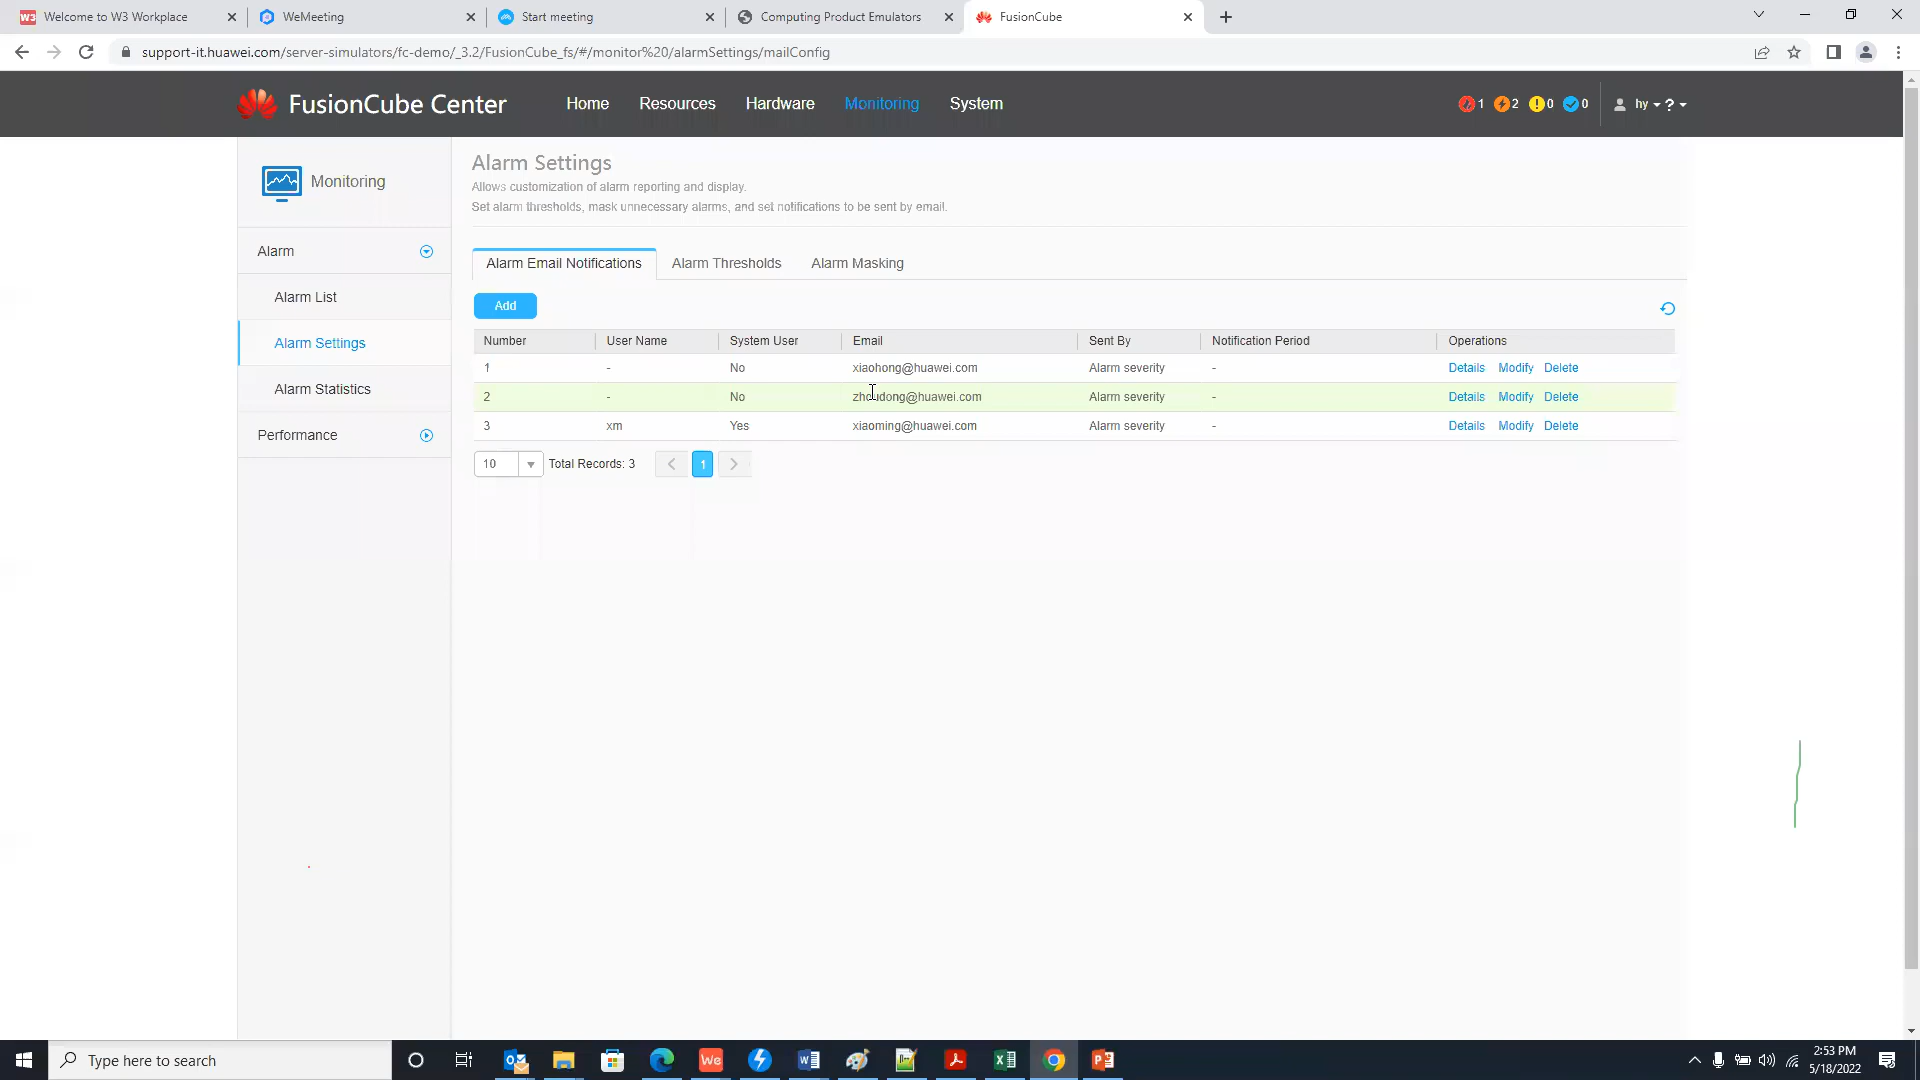 W3 Welcome to W3 Workplace
WeMeeting
Start meeting
Computing Product Emulators
FusionCube
support-it.huawei.com/server-simulators/fc-demo/_3.2/FusionCube_fs/#/monitor%20/alarmSettings/mailConfig
FusionCube Center Home Resources Hardware Monitoring System 1 2 0 0 hy ?
Monitoring
Alarm
Alarm List
Alarm Settings
Alarm Statistics
Performance
Alarm Settings
Allows customization of alarm reporting and display.
Set alarm thresholds, mask unnecessary alarms, and set notifications to be sent by email.
Alarm Email Notifications Alarm Thresholds Alarm Masking
Add
Number User Name System User Email Sent By Notification Period Operations
1 - No xiaohong@huawei.com Alarm severity - Details Modify Delete
2 - No zhoudong@huawei.com Alarm severity - Details Modify Delete
3 xm Yes xiaoming@huawei.com Alarm severity - Details Modify Delete
10 Total Records: 3 < 1 >
Type here to search
We
2:53 PM
5/18/2022